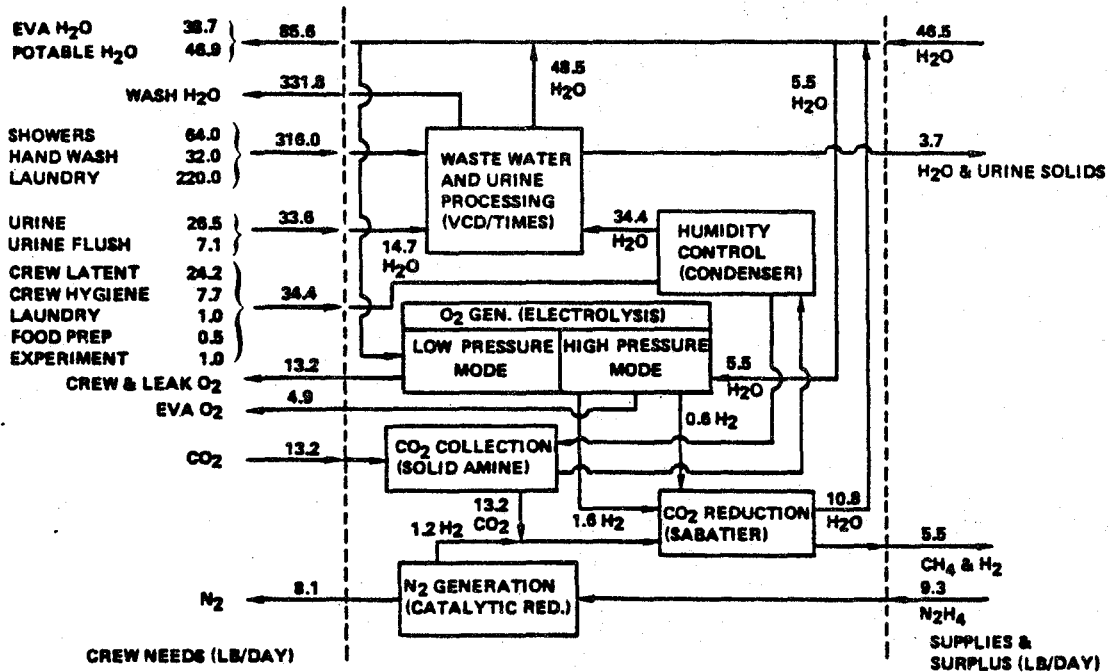 EVA H₂O 38.7
POTABLE H₂O 46.9
85.6
46.5
H₂O
48.5
H₂O
5.5
H₂O
WASH H₂O
331.8
SHOWERS 64.0
HAND WASH 32.0
LAUNDRY 220.0
316.0
WASTE WATER
AND URINE
PROCESSING
(VCD/TIMES)
3.7
H₂O & URINE SOLIDS
URINE 26.5
URINE FLUSH 7.1
33.6
14.7
H₂O
34.4
H₂O
HUMIDITY
CONTROL
(CONDENSER)
CREW LATENT 24.2
CREW HYGIENE 7.7
LAUNDRY 1.0
FOOD PREP 0.5
EXPERIMENT 1.0
34.4
O₂ GEN. (ELECTROLYSIS)
LOW PRESSURE
MODE
HIGH PRESSURE
MODE
5.5
H₂O
CREW & LEAK O₂
13.2
EVA O₂
4.9
0.6 H₂
CO₂
13.2
CO₂ COLLECTION
(SOLID AMINE)
13.2
CO₂
1.2 H₂
1.6 H₂
CO₂ REDUCTION
(SABATIER)
10.8
H₂O
5.5
CH₄ & H₂
N₂
8.1
N₂ GENERATION
(CATALYTIC RED.)
9.3
N₂H₄
CREW NEEDS (LB/DAY)
SUPPLIES &
SURPLUS (LB/DAY)